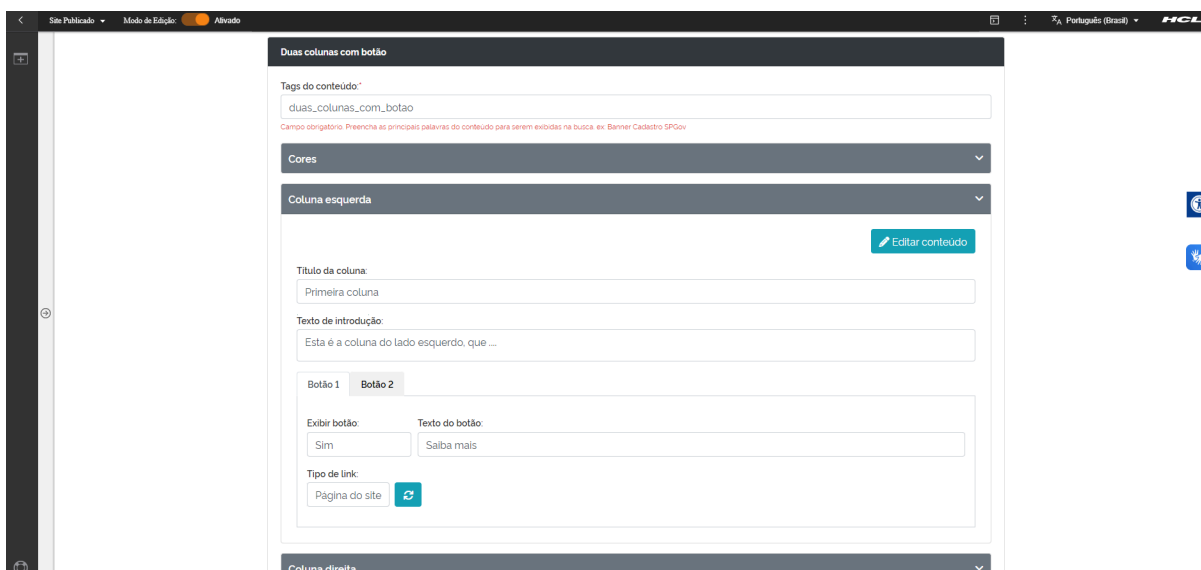 Site Publicado Modo de Edição: Ativado Português (Brasil) HCL
Duas colunas com botão
Tags do conteúdo:*
duas_colunas_com_botao
Campo obrigatório. Preencha as principais palavras do conteúdo para serem exibidas na busca, ex: Banner Cadastro SPGov
Cores
Coluna esquerda
Editar conteúdo
Título da coluna:
Primeira coluna
Texto de introdução:
Esta é a coluna do lado esquerdo, que ....
Botão 1 Botão 2
Exibir botão: Texto do botão:
Sim Saiba mais
Tipo de link:
Página do site
Coluna direita